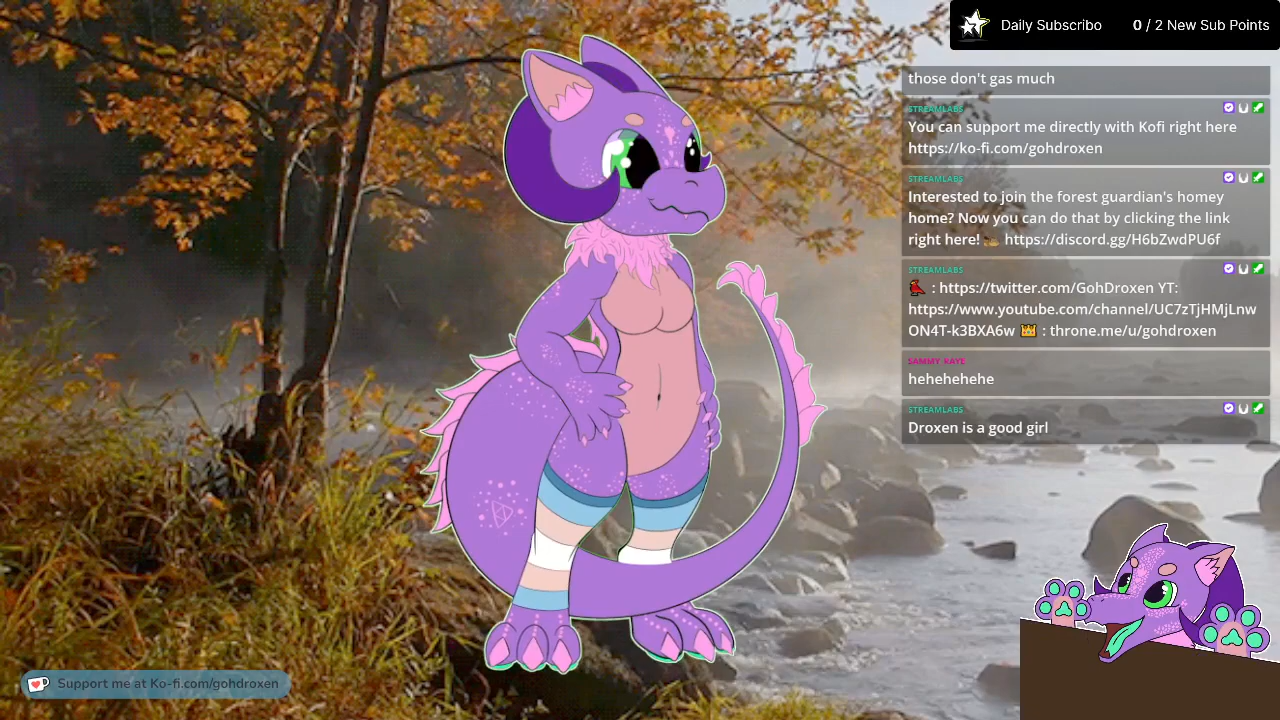 Daily Subscribo 0 / 2 New Sub Points
those don't gas much
STREAMLABS
You can support me directly with Kofi right here
https://ko-fi.com/gohdroxen
STREAMLABS
Interested to join the forest guardian's homey
home? Now you can do that by clicking the link
right here! https://discord.gg/H6bZwdPU6f
STREAMLABS
: https://twitter.com/GohDroxen YT:
https://www.youtube.com/channel/UC7zTjHMjLnw
ON4T-k3BXA6w : throne.me/u/gohdroxen
SAMMY-RAYE
hehehehehe
STREAMLABS
Droxen is a good girl
Support me at Ko-fi.com/gohdroxen